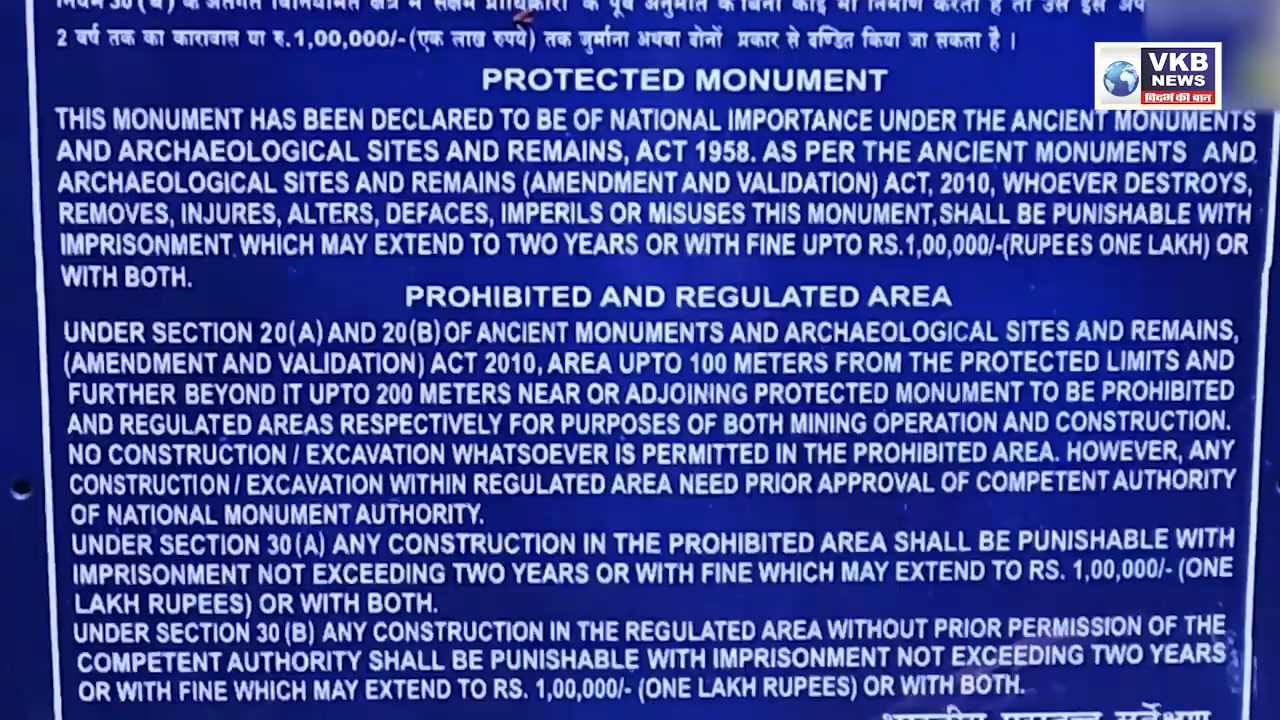 2 वर्ष तक का कारावास या रु.1,00,000/-(एक लाख रुपये) तक जुर्माना अथवा दोनों प्रकार से दण्डित किया जा सकता है।
VKB
NEWS
विदर्भ की बात
PROTECTED MONUMENT
THIS MONUMENT HAS BEEN DECLARED TO BE OF NATIONAL IMPORTANCE UNDER THE ANCIENT MONUMENTS
AND ARCHAEOLOGICAL SITES AND REMAINS, ACT 1958. AS PER THE ANCIENT MONUMENTS AND
ARCHAEOLOGICAL SITES AND REMAINS (AMENDMENT AND VALIDATION) ACT, 2010, WHOEVER DESTROYS,
REMOVES, INJURES, ALTERS, DEFACES, IMPERILS OR MISUSES THIS MONUMENT,SHALL BE PUNISHABLE WITH
IMPRISONMENT WHICH MAY EXTEND TO TWO YEARS OR WITH FINE UPTO RS.1,00,000/-(RUPEES ONE LAKH) OR
WITH BOTH.
PROHIBITED AND REGULATED AREA
UNDER SECTION 20(A) AND 20(B) OF ANCIENT MONUMENTS AND ARCHAEOLOGICAL SITES AND REMAINS,
(AMENDMENT AND VALIDATION) ACT 2010, AREA UPTO 100 METERS FROM THE PROTECTED LIMITS AND
FURTHER BEYOND IT UPTO 200 METERS NEAR OR ADJOINING PROTECTED MONUMENT TO BE PROHIBITED
AND REGULATED AREAS RESPECTIVELY FOR PURPOSES OF BOTH MINING OPERATION AND CONSTRUCTION.
NO CONSTRUCTION / EXCAVATION WHATSOEVER IS PERMITTED IN THE PROHIBITED AREA. HOWEVER, ANY
CONSTRUCTION / EXCAVATION WITHIN REGULATED AREA NEED PRIOR APPROVAL OF COMPETENT AUTHORITY
OF NATIONAL MONUMENT AUTHORITY.
UNDER SECTION 30 (A) ANY CONSTRUCTION IN THE PROHIBITED AREA SHALL BE PUNISHABLE WITH
IMPRISONMENT NOT EXCEEDING TWO YEARS OR WITH FINE WHICH MAY EXTEND TO RS. 1,00,000/- (ONE
LAKH RUPEES) OR WITH BOTH.
UNDER SECTION 30 (B) ANY CONSTRUCTION IN THE REGULATED AREA WITHOUT PRIOR PERMISSION OF THE
COMPETENT AUTHORITY SHALL BE PUNISHABLE WITH IMPRISONMENT NOT EXCEEDING TWO YEARS
OR WITH FINE WHICH MAY EXTEND TO RS. 1,00,000/- (ONE LAKH RUPEES) OR WITH BOTH.